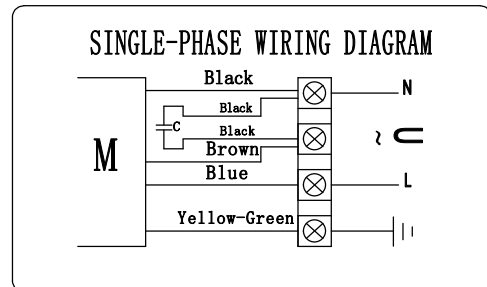 SINGLE-PHASE WIRING DIAGRAM
Black
N
Black
C
Black
~ U
Brown
M
Blue
L
Yellow-Green